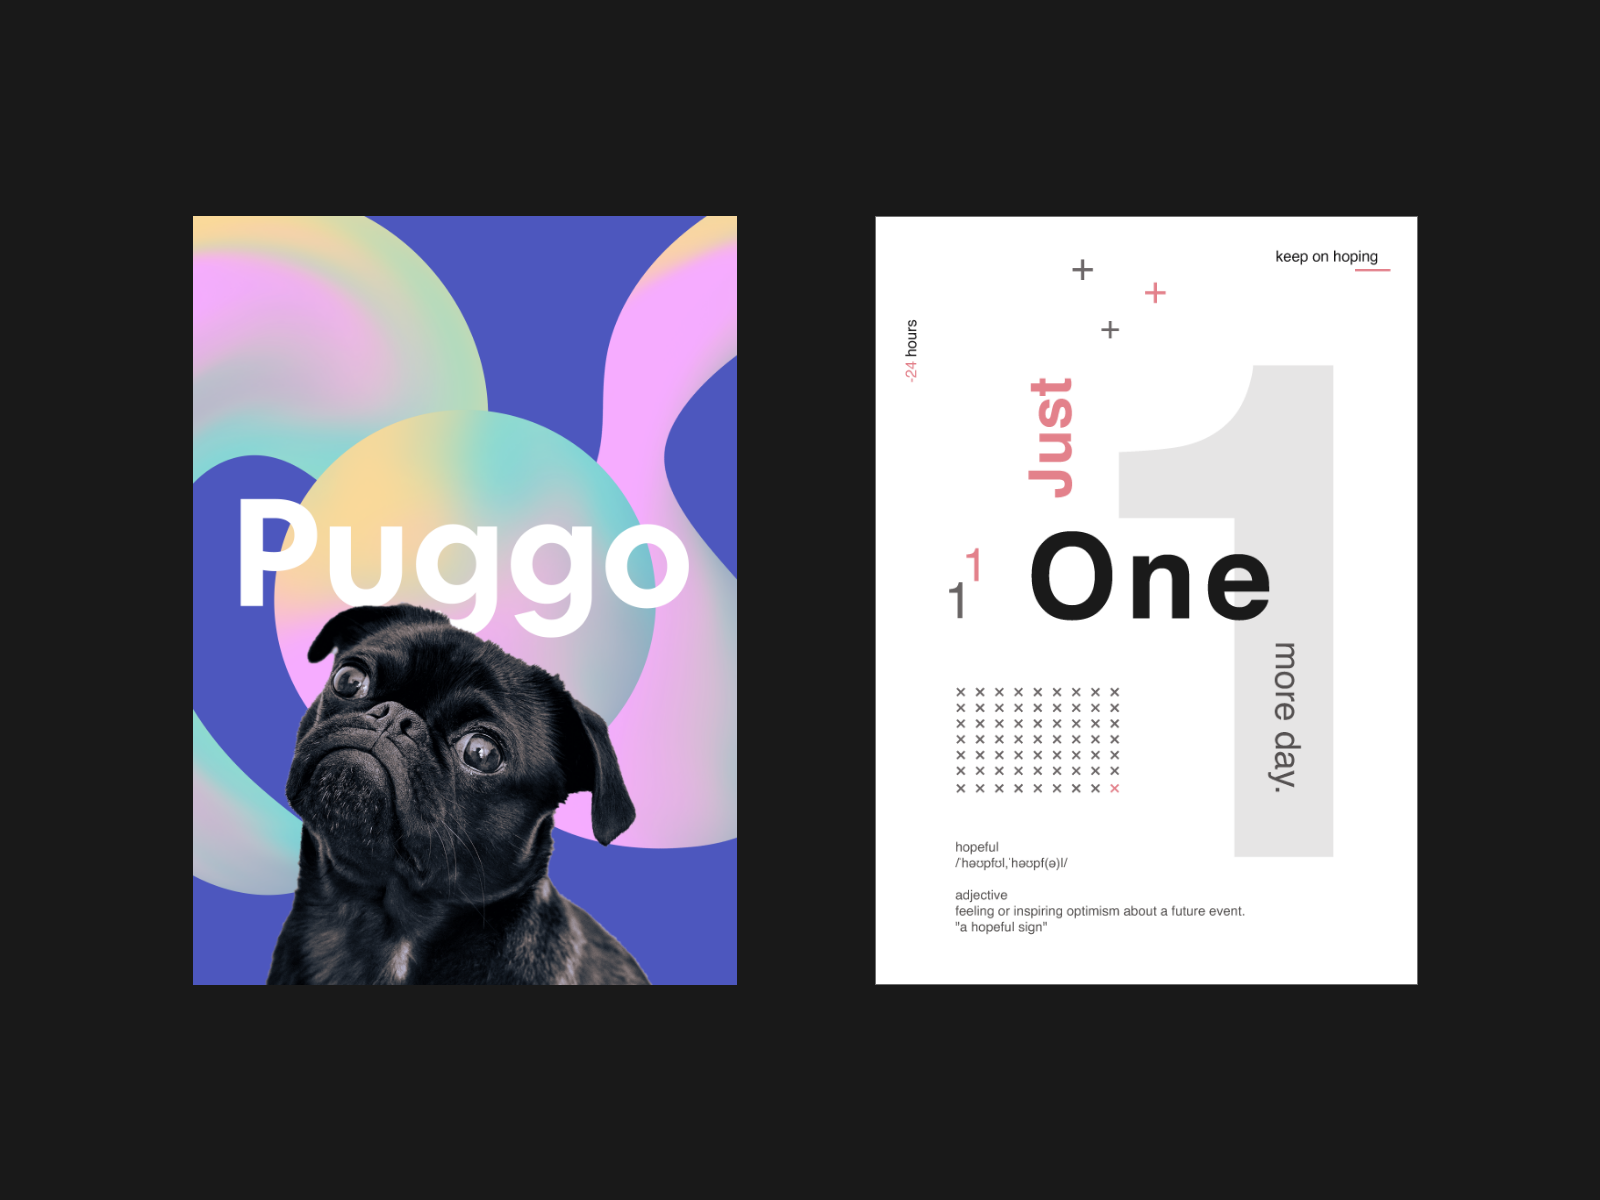 Puggo
keep on hoping
-24 hours
Just
1
1
One
more day.
hopeful
/ˈhəʊpfʊl,ˈhəʊpf(ə)l/
adjective
feeling or inspiring optimism about a future event.
"a hopeful sign"
1